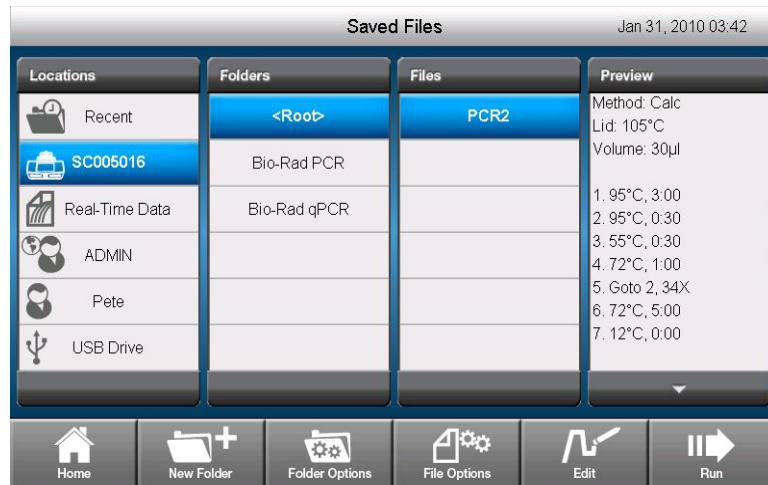 Saved Files
Jan 31, 2010 03:42
Locations
Recent
SC005016
Real-Time Data
ADMIN
Pete
USB Drive
Folders
<Root>
Bio-Rad PCR
Bio-Rad qPCR
Files
PCR2
Preview
Method: Calc
Lid: 105°C
Volume: 30µl
1. 95°C, 3:00
2. 95°C, 0:30
3. 55°C, 0:30
4. 72°C, 1:00
5. Goto 2, 34X
6. 72°C, 5:00
7. 12°C, 0:00
Home
New Folder
Folder Options
File Options
Edit
Run